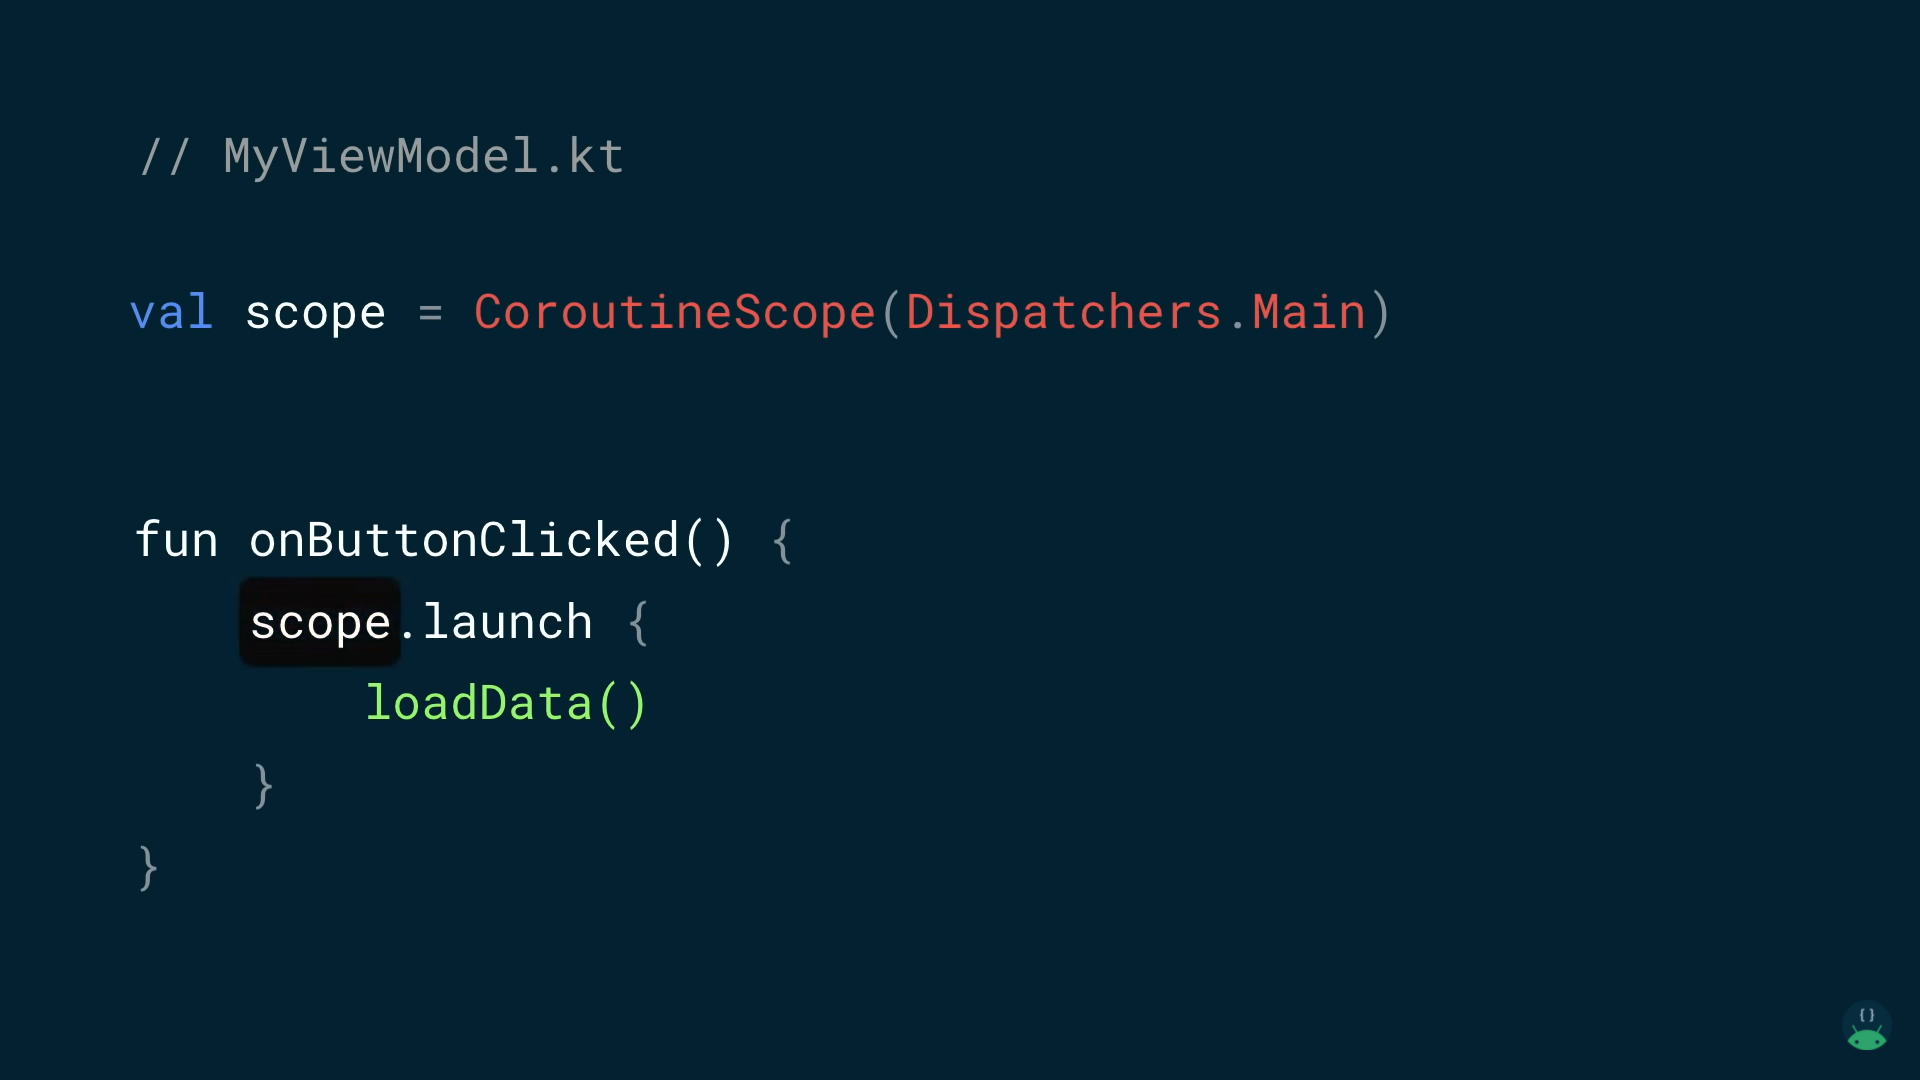 // MyViewModel.kt
val scope = CoroutineScope(Dispatchers.Main)
fun onButtonClicked() {
scope.launch {
loadData()
}
}
{}